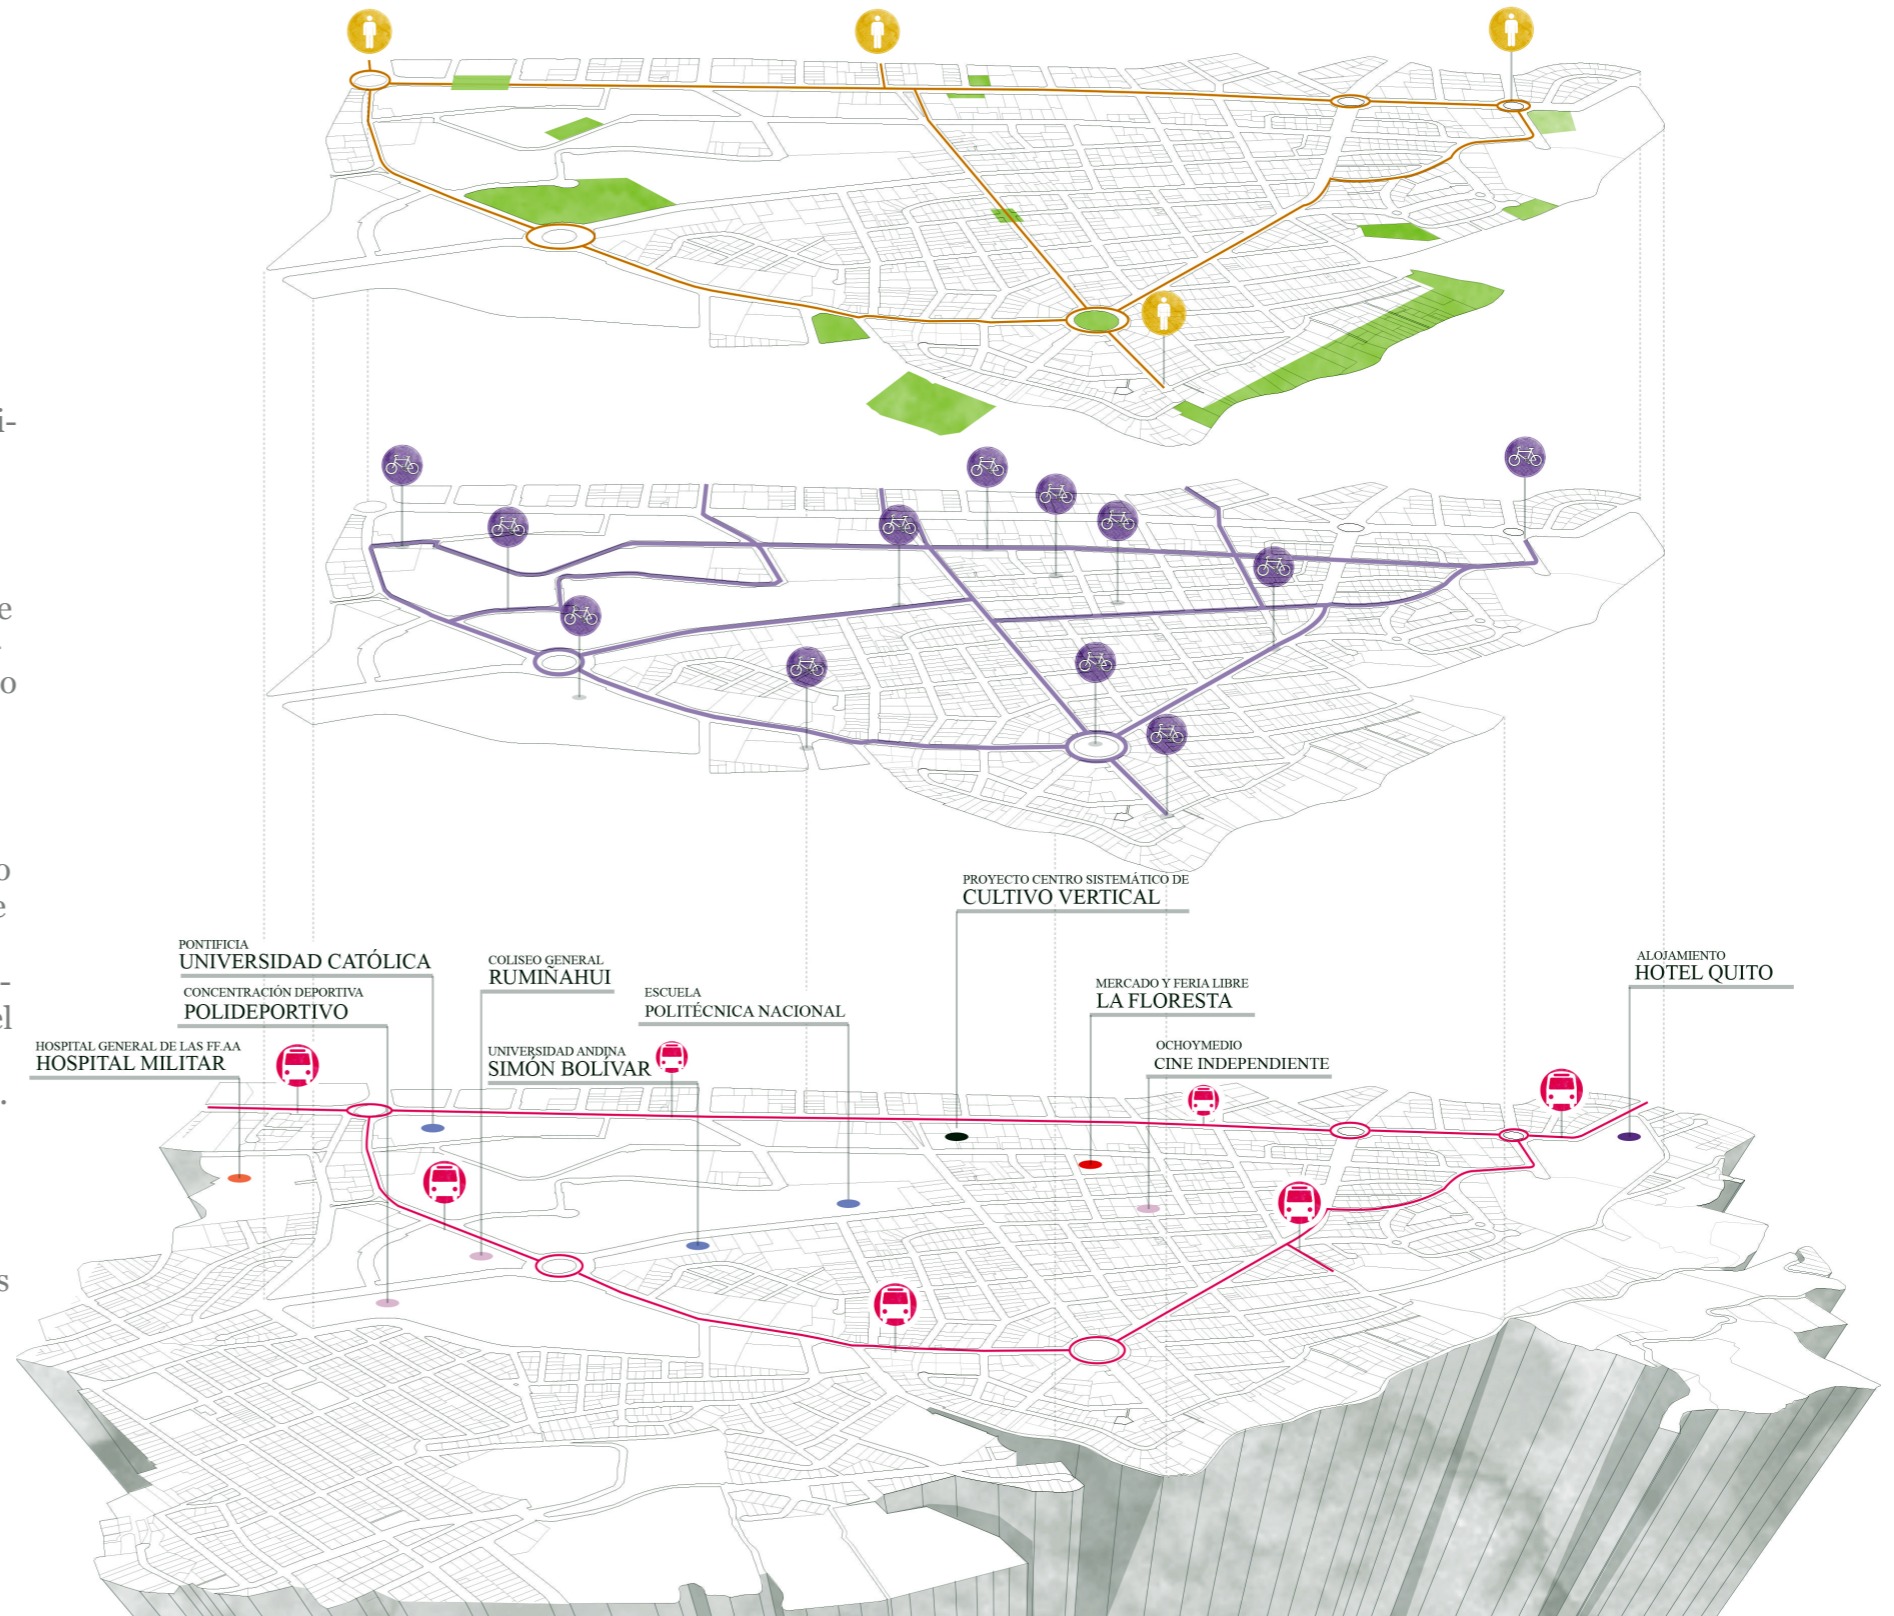 i-
e
o
o
e
-
el
.
s
PROYECTO CENTRO SISTEMÁTICO DE
CULTIVO VERTICAL
PONTIFICIA
UNIVERSIDAD CATÓLICA
COLISEO GENERAL
RUMIÑAHUI
ALOJAMIENTO
HOTEL QUITO
CONCENTRACIÓN DEPORTIVA
POLIDEPORTIVO
ESCUELA
POLITÉCNICA NACIONAL
MERCADO Y FERIA LIBRE
LA FLORESTA
HOSPITAL GENERAL DE LAS FF.AA
HOSPITAL MILITAR
UNIVERSIDAD ANDINA
SIMÓN BOLÍVAR
OCHOYMEDIO
CINE INDEPENDIENTE